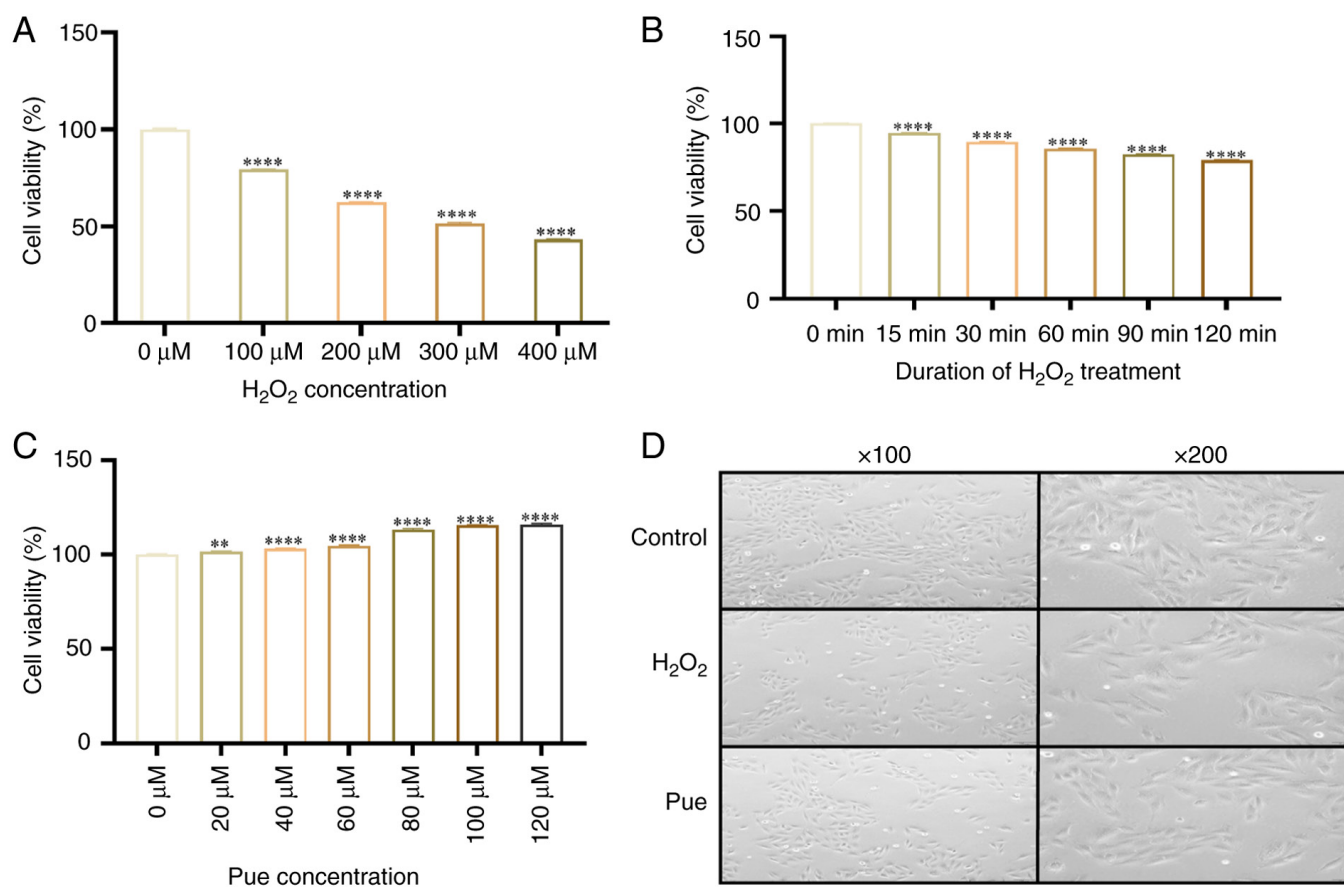 A
150
100
50
0
Cell viability (%)
****
****
****
****
0 μM 100 μM 200 μM 300 μM 400 μM
H₂O₂ concentration
B
150
100
50
0
Cell viability (%)
****
****
****
****
****
0 min 15 min 30 min 60 min 90 min 120 min
Duration of H₂O₂ treatment
C
150
100
50
0
Cell viability (%)
**
****
****
****
****
****
0 μM
20 μM
40 μM
60 μM
80 μM
100 μM
120 μM
Pue concentration
D
×100 ×200
Control
H₂O₂
Pue